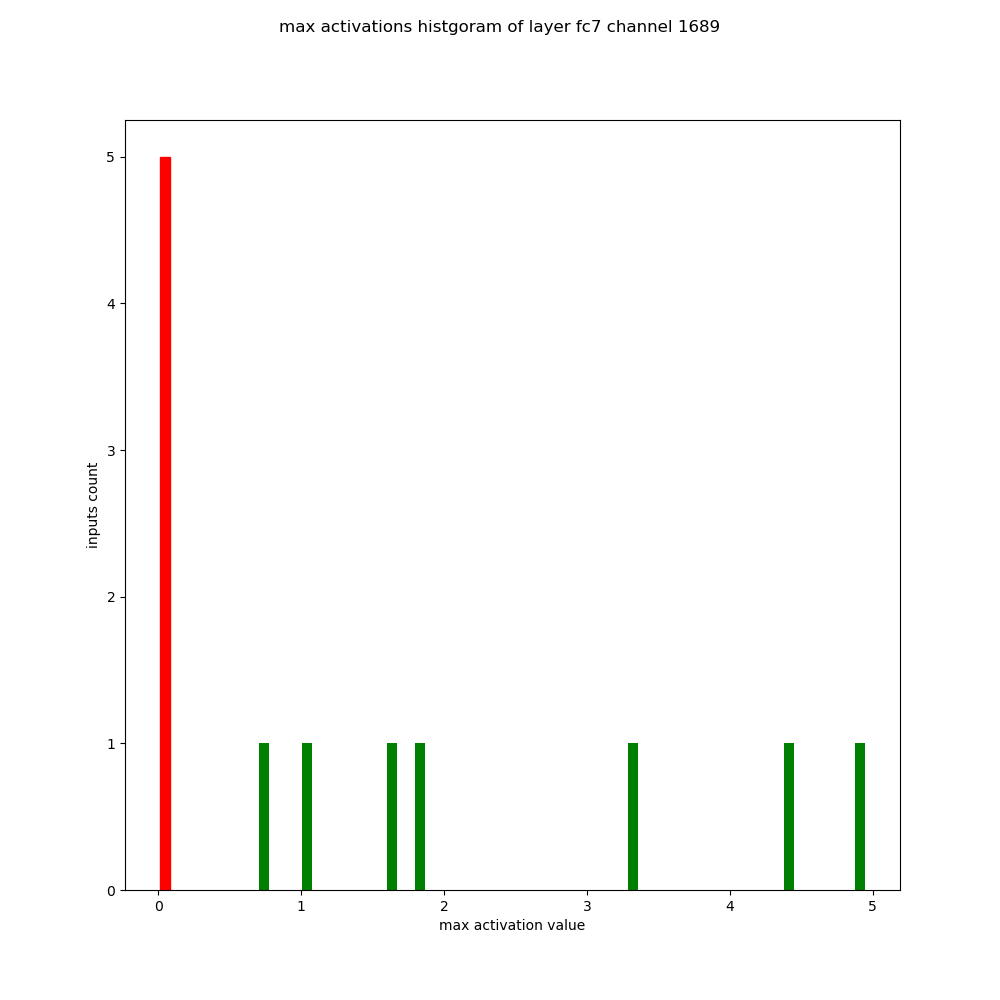 max activations histgoram of layer fc7 channel 1689
5
4
3
2
1
0
inputs count
0 1 2 3 4 5
max activation value